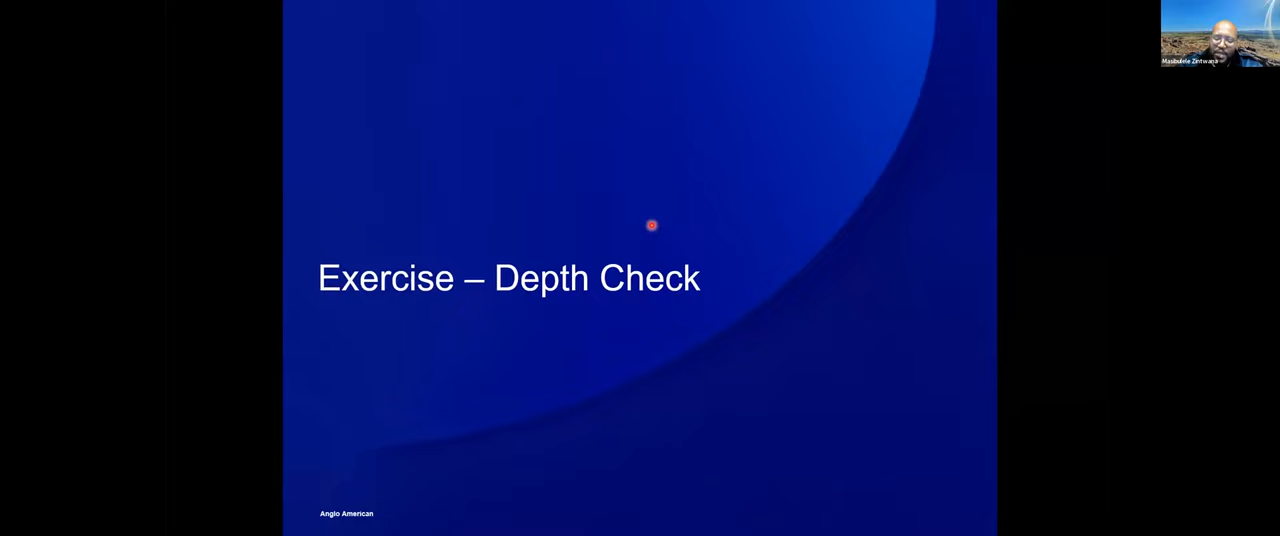 Masibulele Zintwana
Exercise – Depth Check
Anglo American